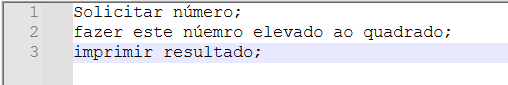 1 Solicitar número;
2 fazer este núemro elevado ao quadrado;
3 imprimir resultado;